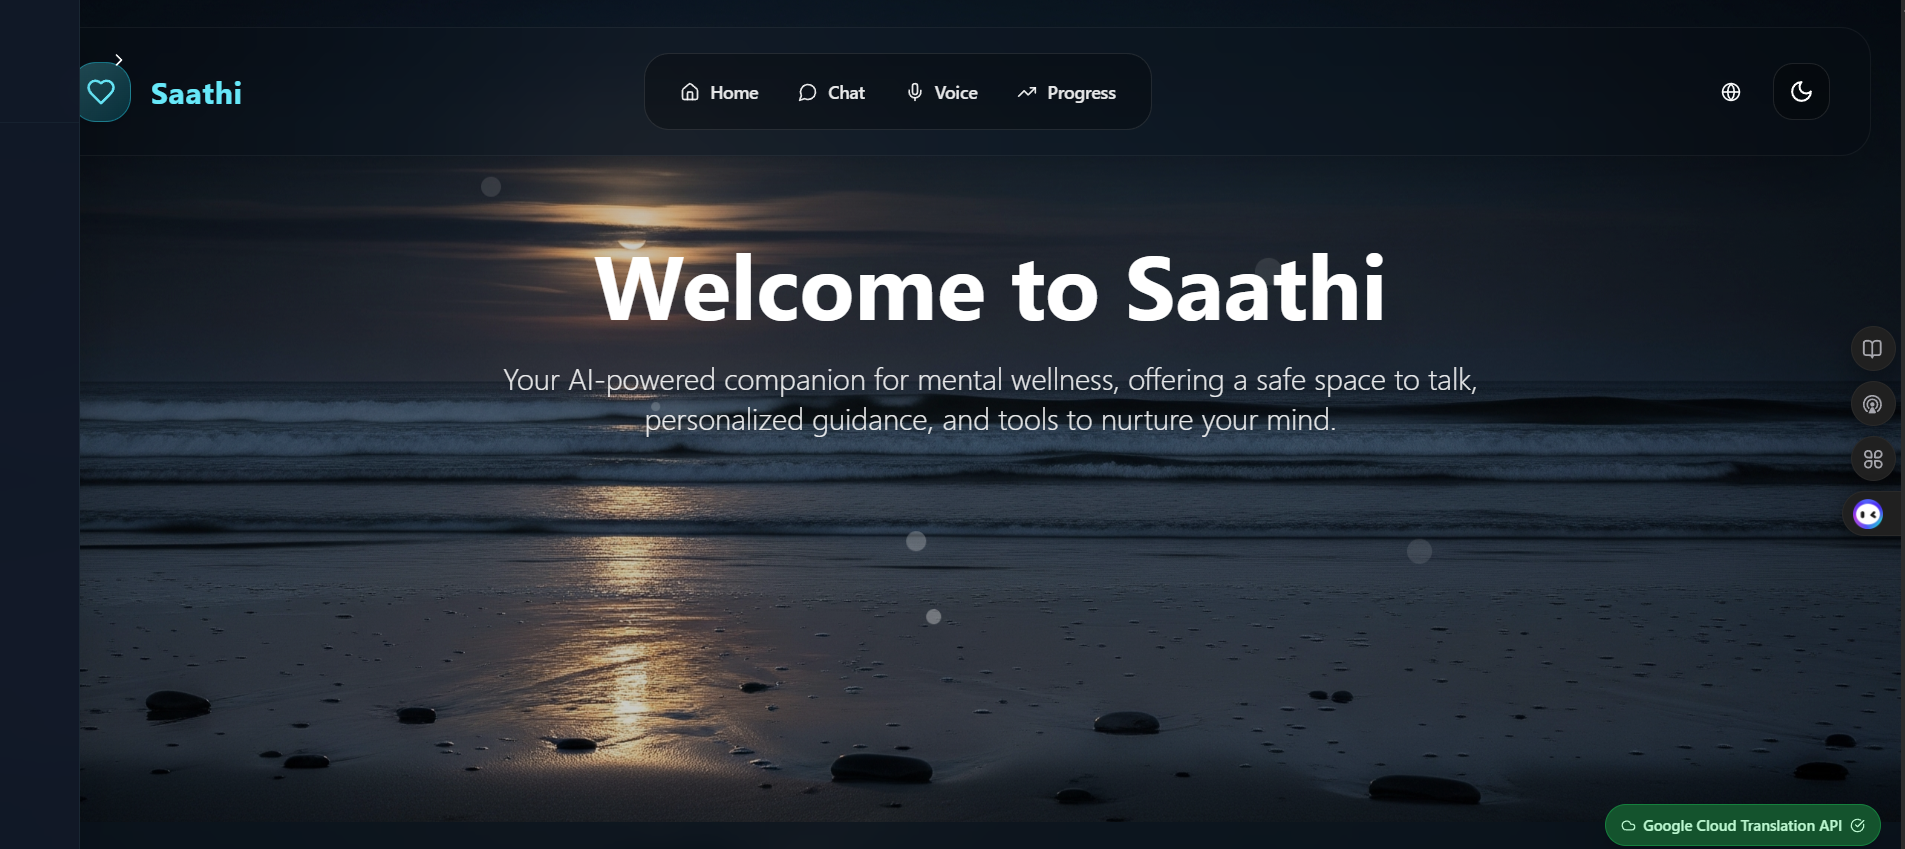 Saathi
Home
Chat
Voice
Progress
Welcome to Saathi
Your AI-powered companion for mental wellness, offering a safe space to talk,
personalized guidance, and tools to nurture your mind.
Google Cloud Translation API